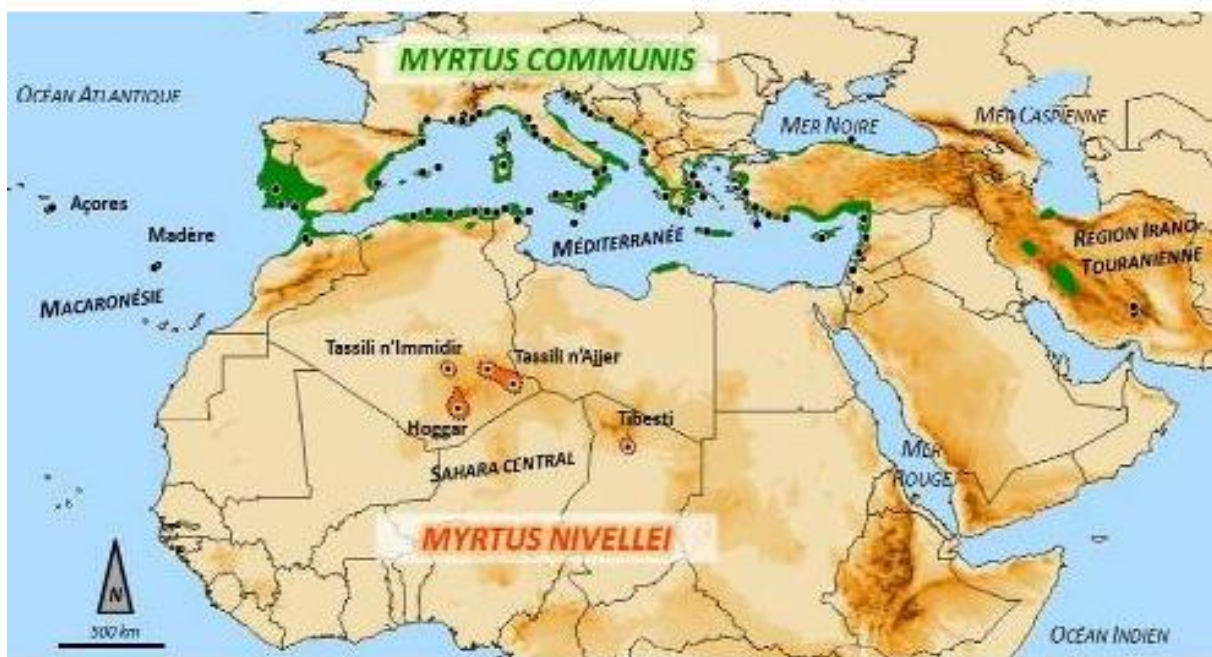 MYRTUS COMMUNIS
OCÉAN ATLANTIQUE
MER NOIRE
MER CASPIENNE
Açores
Madère
MACARONÉSIE
MÉDITERRANÉE
RÉGION IRANO-
TOURANIENNE
Tassili n'Immidir
Tassili n'Ajjer
Hoggar
Tibesti
SAHARA CENTRAL
MER
ROUGE
MYRTUS NIVELLEI
N
500 km
OCÉAN INDIEN